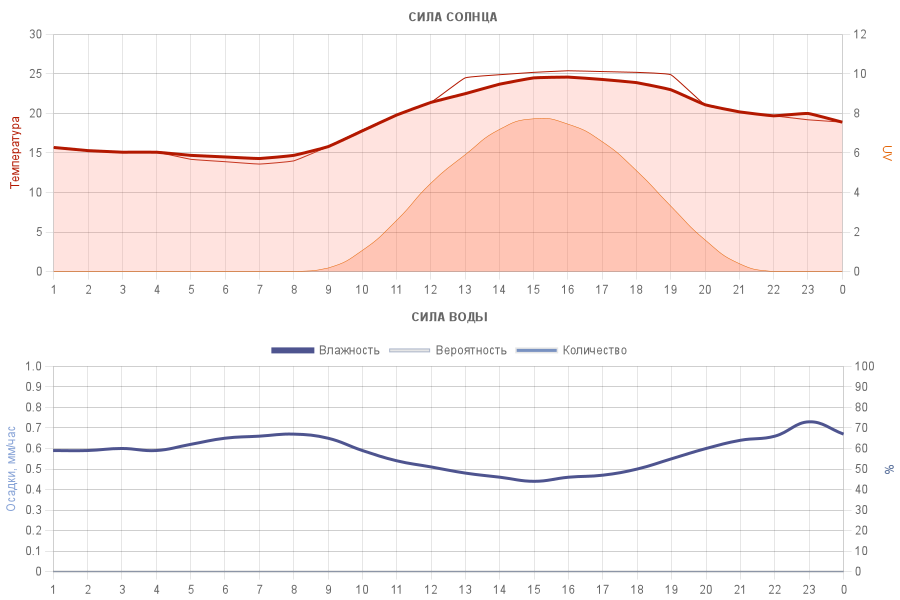 СИЛА СОЛНЦА
30 12
25 10
20 8
15 6
10 4
5 2
0 0
Температура
UV
1 2 3 4 5 6 7 8 9 10 11 12 13 14 15 16 17 18 19 20 21 22 23 0
СИЛА ВОДЫ
Влажность Вероятность Количество
1.0 100
0.9 90
0.8 80
0.7 70
0.6 60
0.5 50
0.4 40
0.3 30
0.2 20
0.1 10
0 0
Осадки, мм/час
%
1 2 3 4 5 6 7 8 9 10 11 12 13 14 15 16 17 18 19 20 21 22 23 0